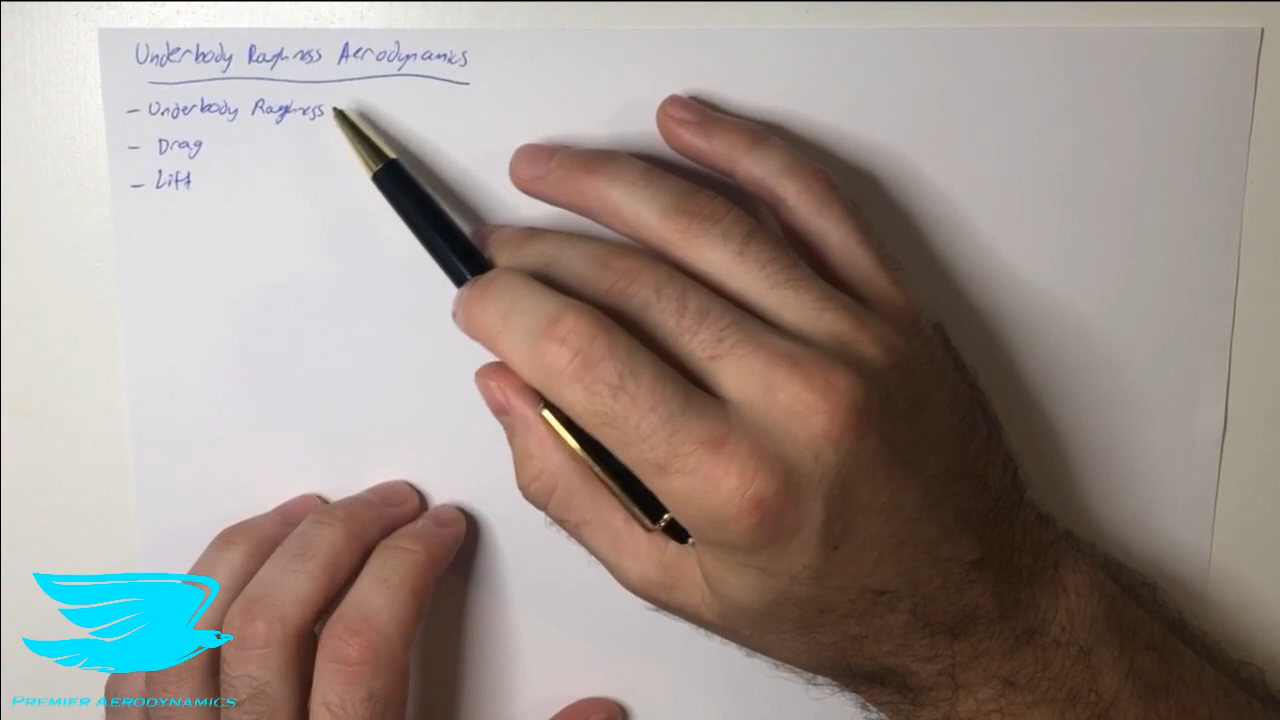 Underbody Roughness Aerodynamics
- Underbody Roughness
- Drag
- Lift
PREMIER AERODYNAMICS